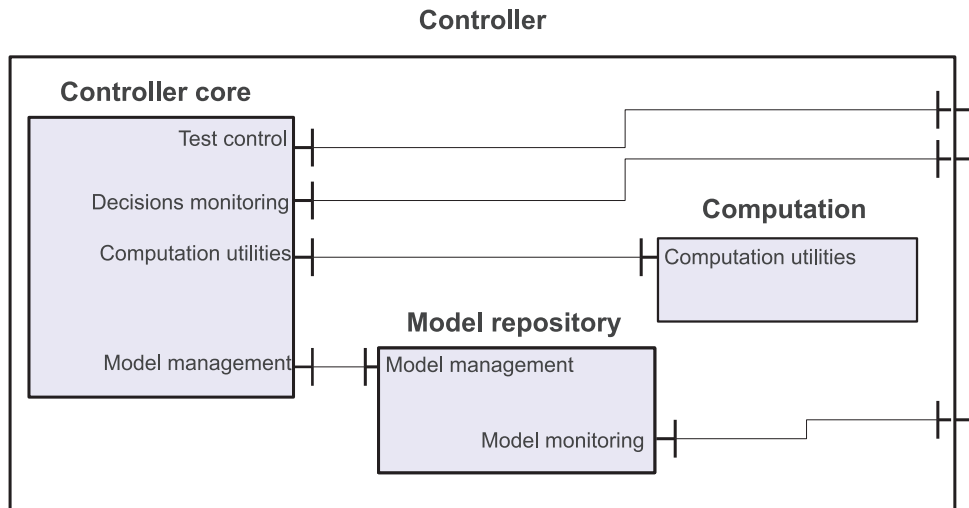 Controller
Controller core
Test control
Decisions monitoring
Computation
Computation utilities
Computation utilities
Model repository
Model management
Model management
Model monitoring